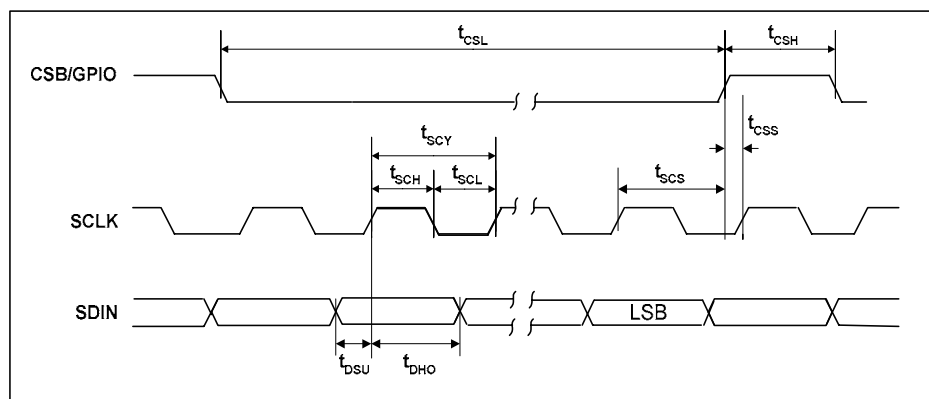 tCSL
tCSH
CSB/GPIO
tCSS
tSCY
tSCH
tSCL
tSCS
SCLK
SDIN
LSB
tDSU
tDHO